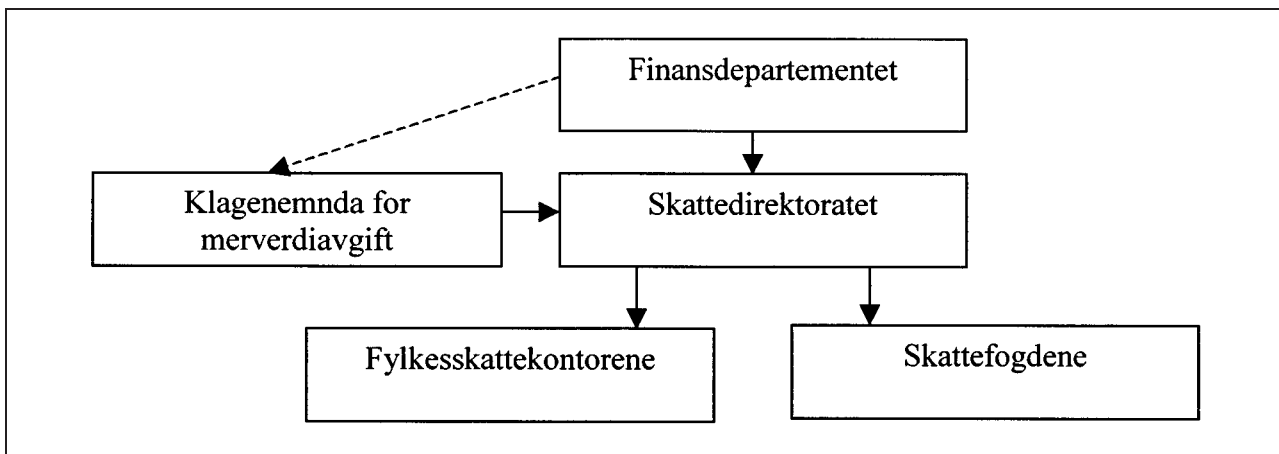 Finansdepartementet
Klagenemnda for
merverdiavgift
Skattedirektoratet
Fylkesskattekontorene
Skattefogdene